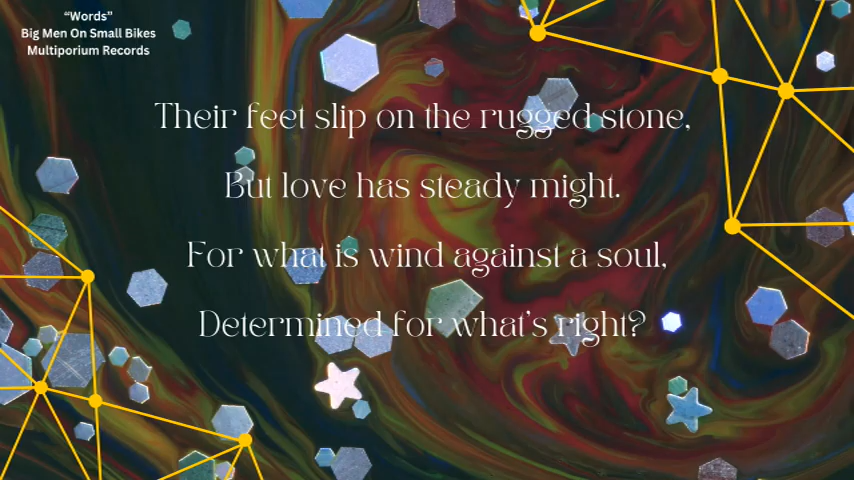 “Words”
Big Men On Small Bikes
Multiporium Records
Their feet slip on the rugged stone,
But love has steady might.
For what is wind against a soul,
Determined for what’s right?